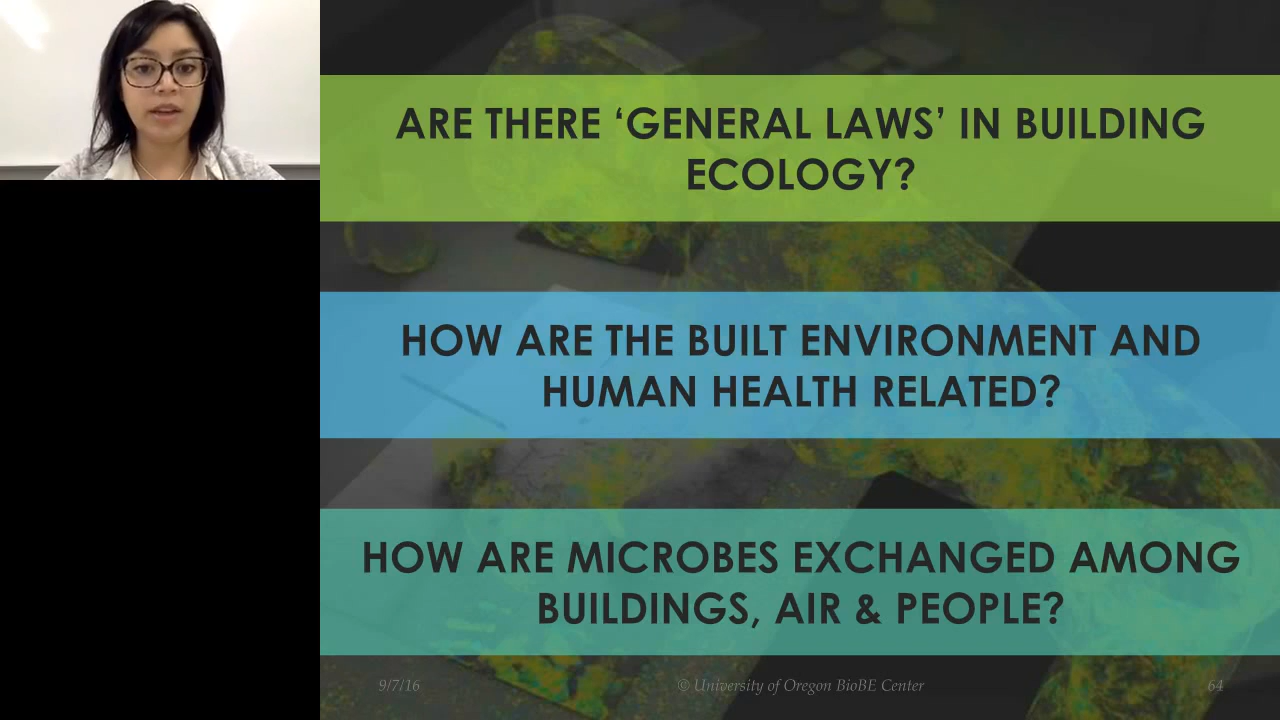 ARE THERE ‘GENERAL LAWS’ IN BUILDING
ECOLOGY?
HOW ARE THE BUILT ENVIRONMENT AND
HUMAN HEALTH RELATED?
HOW ARE MICROBES EXCHANGED AMONG
BUILDINGS, AIR & PEOPLE?
9/7/16
© University of Oregon BioBE Center
64